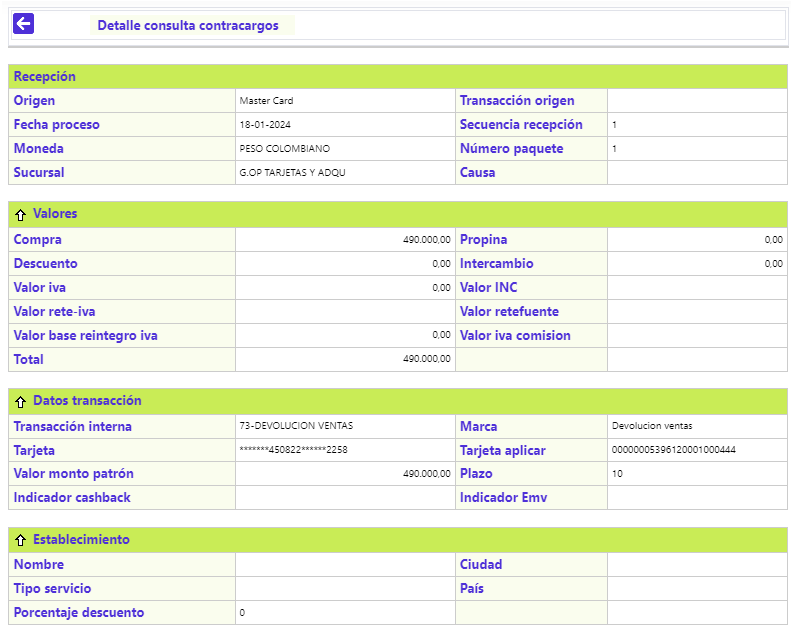 Detalle consulta contracargos
Recepción
Origen Master Card Transacción origen
Fecha proceso 18-01-2024 Secuencia recepción 1
Moneda PESO COLOMBIANO Número paquete 1
Sucursal G.OP TARJETAS Y ADQU Causa
Valores
Compra 490.000,00 Propina 0,00
Descuento 0,00 Intercambio 0,00
Valor iva 0,00 Valor INC
Valor rete-iva Valor retefuente
Valor base reintegro iva 0,00 Valor iva comision
Total 490.000,00
Datos transacción
Transacción interna 73-DEVOLUCION VENTAS Marca Devolucion ventas
Tarjeta *******450822******2258 Tarjeta aplicar 00000005396120001000444
Valor monto patrón 490.000,00 Plazo 10
Indicador cashback Indicador Emv
Establecimiento
Nombre Ciudad
Tipo servicio País
Porcentaje descuento 0